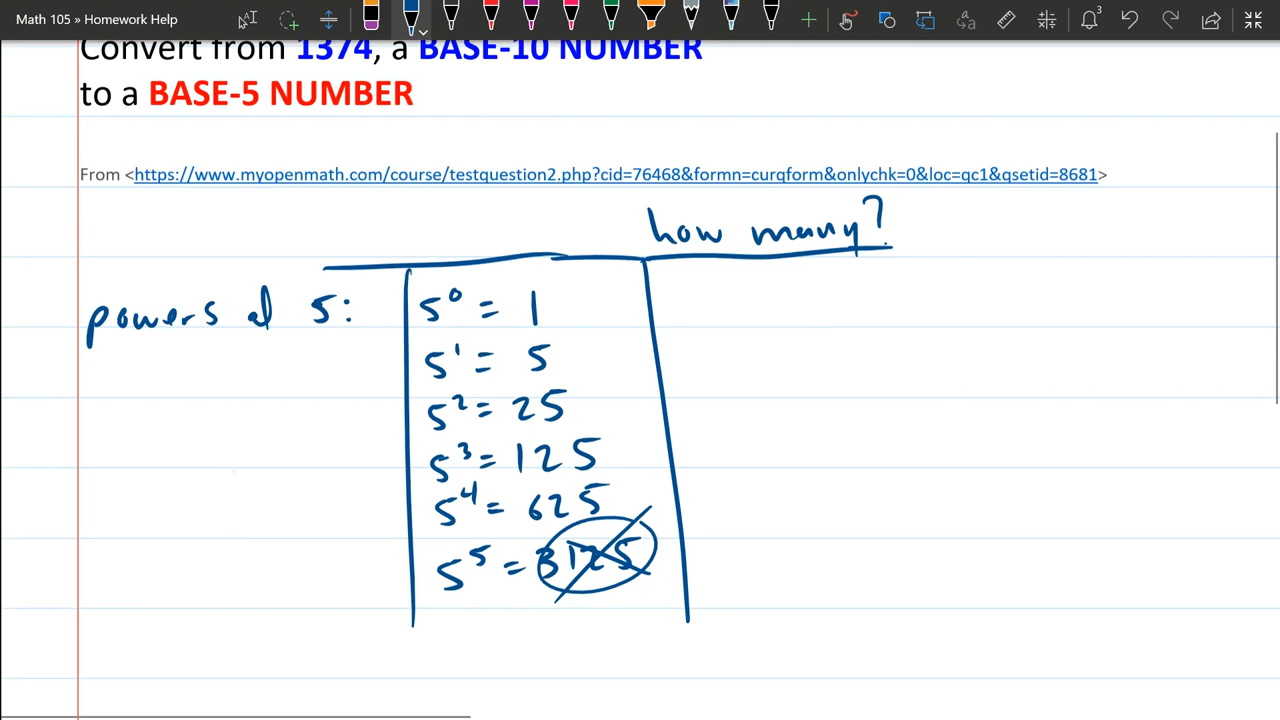 Math 105 » Homework Help
3
Convert from 1374, a BASE-10 NUMBER
to a BASE-5 NUMBER
From <https://www.myopenmath.com/course/testquestion2.php?cid=76468&formn=curqform&onlychk=0&loc=qc1&qsetid=8681>
how many?
powers of 5:
5⁰ = 1
5¹ = 5
5² = 25
5³ = 125
5⁴ = 625
5⁵ = 3125